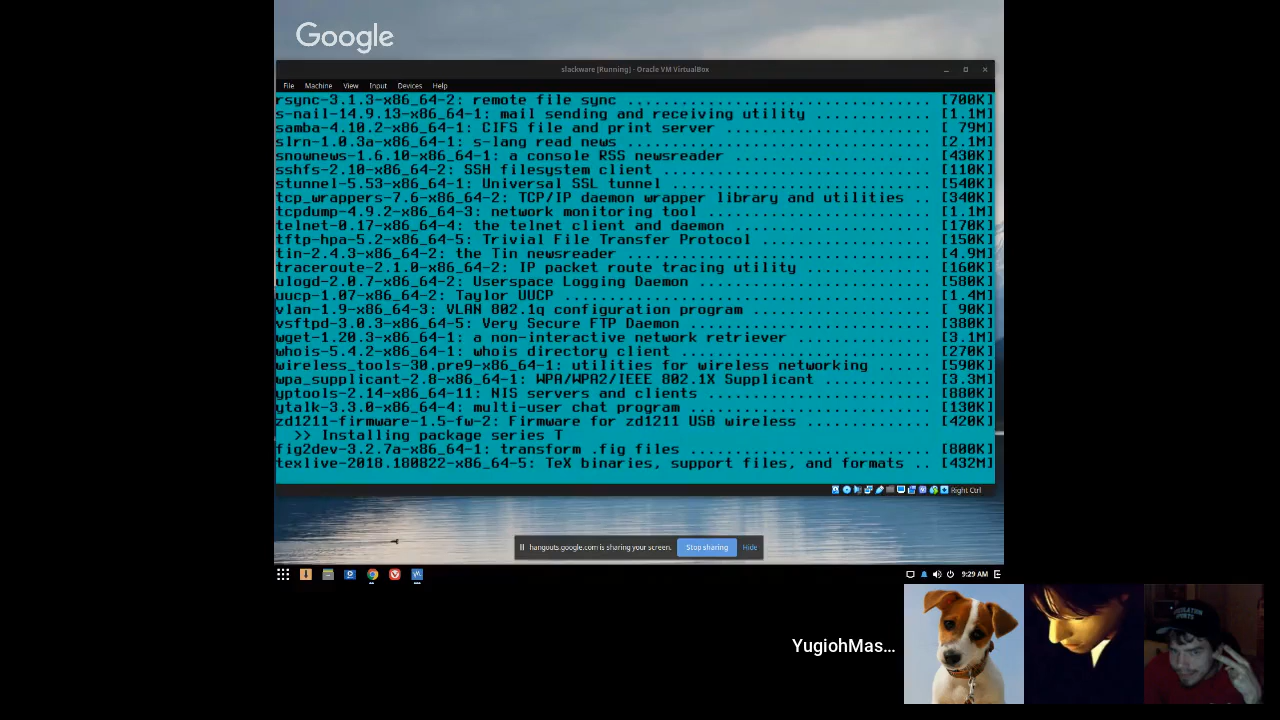 Google
slackware [Running] - Oracle VM VirtualBox
File Machine View Input Devices Help
rsync-3.1.3-x86_64-2: remote file sync .................................. [700K]
s-nail-14.9.13-x86_64-1: mail sending and receiving utility ............. [1.1M]
samba-4.10.2-x86_64-1: CIFS file and print server ....................... [ 79M]
slrn-1.0.3a-x86_64-1: s-lang read news .................................. [2.1M]
snownews-1.6.10-x86_64-1: a console RSS newsreader ...................... [430K]
sshfs-2.10-x86_64-2: SSH filesystem client .............................. [110K]
stunnel-5.53-x86_64-1: Universal SSL tunnel ............................. [540K]
tcp_wrappers-7.6-x86_64-2: TCP/IP daemon wrapper library and utilities .. [340K]
tcpdump-4.9.2-x86_64-3: network monitoring tool ......................... [1.1M]
telnet-0.17-x86_64-4: the telnet client and daemon ...................... [170K]
tftp-hpa-5.2-x86_64-5: Trivial File Transfer Protocol ................... [150K]
tin-2.4.3-x86_64-2: the Tin newsreader .................................. [4.9M]
traceroute-2.1.0-x86_64-2: IP packet route tracing utility .............. [160K]
ulogd-2.0.7-x86_64-2: Userspace Logging Daemon .......................... [580K]
uucp-1.07-x86_64-2: Taylor UUCP ......................................... [1.4M]
vlan-1.9-x86_64-3: VLAN 802.1q configuration program .................... [ 90K]
vsftpd-3.0.3-x86_64-5: Very Secure FTP Daemon ........................... [380K]
wget-1.20.3-x86_64-1: a non-interactive network retriever ............... [3.1M]
whois-5.4.2-x86_64-1: whois directory client ............................ [270K]
wireless_tools-30.pre9-x86_64-1: utilities for wireless networking ...... [590K]
wpa_supplicant-2.8-x86_64-1: WPA/WPA2/IEEE 802.1X Supplicant ............ [3.3M]
yptools-2.14-x86_64-11: NIS servers and clients ......................... [880K]
ytalk-3.3.0-x86_64-4: multi-user chat program ........................... [130K]
zd1211-firmware-1.5-fw-2: Firmware for zd1211 USB wireless .............. [420K]
>> Installing package series T
fig2dev-3.2.7a-x86_64-1: transform .fig files ........................... [800K]
texlive-2018.180822-x86_64-5: TeX binaries, support files, and formats .. [432M]
Right Ctrl
hangouts.google.com is sharing your screen. Stop sharing Hide
9:29 AM
YugiohMas...